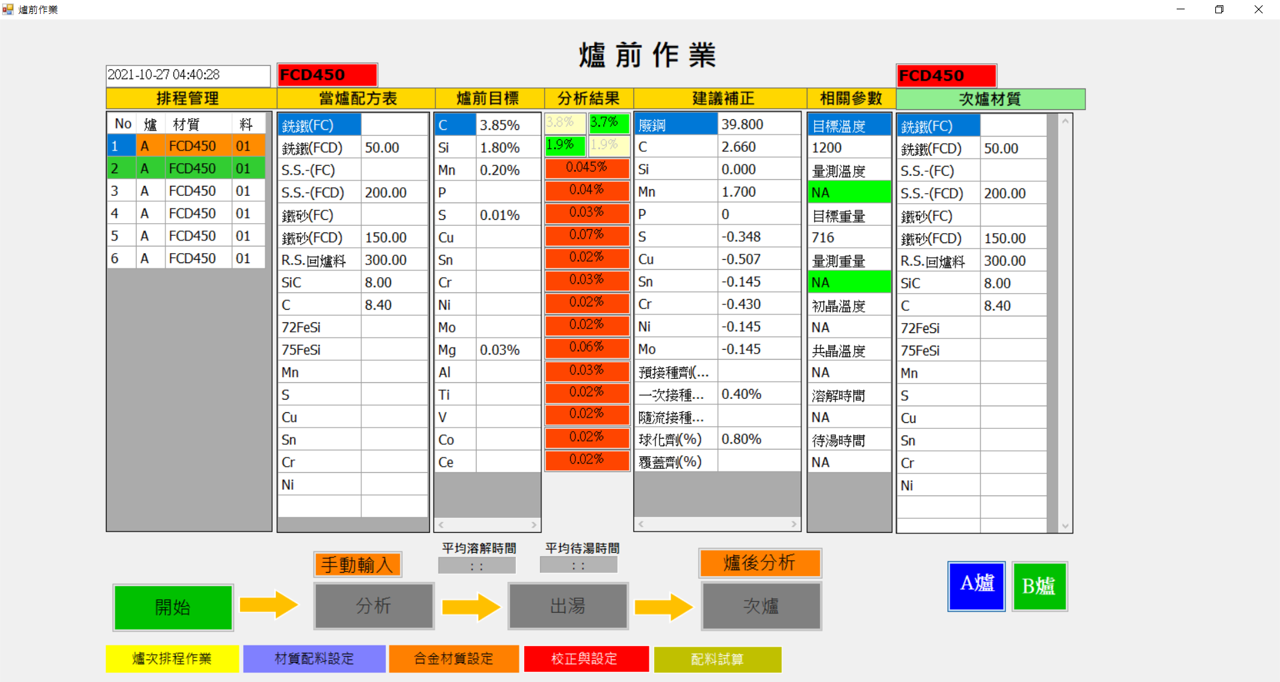 爐前作業
爐前作業
2021-10-27 04:40:28
FCD450
FCD450
排程管理
No 爐 材質 料
1 A FCD450 01
2 A FCD450 01
3 A FCD450 01
4 A FCD450 01
5 A FCD450 01
6 A FCD450 01
當爐配方表
銑鐵(FC)
銑鐵(FCD) 50.00
S.S.-(FC)
S.S.-(FCD) 200.00
鐵砂(FC)
鐵砂(FCD) 150.00
R.S.回爐料 300.00
SiC 8.00
C 8.40
72FeSi
75FeSi
Mn
S
Cu
Sn
Cr
Ni
爐前目標
C 3.85%
Si 1.80%
Mn 0.20%
P
S 0.01%
Cu
Sn
Cr
Ni
Mo
Mg 0.03%
Al
Ti
V
Co
Ce
分析結果
3.8% 3.7%
1.9% 1.9%
0.045%
0.04%
0.03%
0.07%
0.02%
0.03%
0.02%
0.02%
0.06%
0.03%
0.02%
0.02%
0.02%
0.02%
建議補正
廢鋼 39.800
C 2.660
Si 0.000
Mn 1.700
P 0
S -0.348
Cu -0.507
Sn -0.145
Cr -0.430
Ni -0.145
Mo -0.145
預接種劑(...
一次接種... 0.40%
隨流接種...
球化劑(%) 0.80%
覆蓋劑(%)
相關參數
目標溫度
1200
量測溫度
NA
目標重量
716
量測重量
NA
初晶溫度
NA
共晶溫度
NA
溶解時間
NA
待湯時間
NA
次爐材質
銑鐵(FC)
銑鐵(FCD) 50.00
S.S.-(FC)
S.S.-(FCD) 200.00
鐵砂(FC)
鐵砂(FCD) 150.00
R.S.回爐料 300.00
SiC 8.00
C 8.40
72FeSi
75FeSi
Mn
S
Cu
Sn
Cr
Ni
手動輸入
平均溶解時間
: :
平均待湯時間
: :
爐後分析
開始
分析
出湯
次爐
A爐
B爐
爐次排程作業
材質配料設定
合金材質設定
校正與設定
配料試算